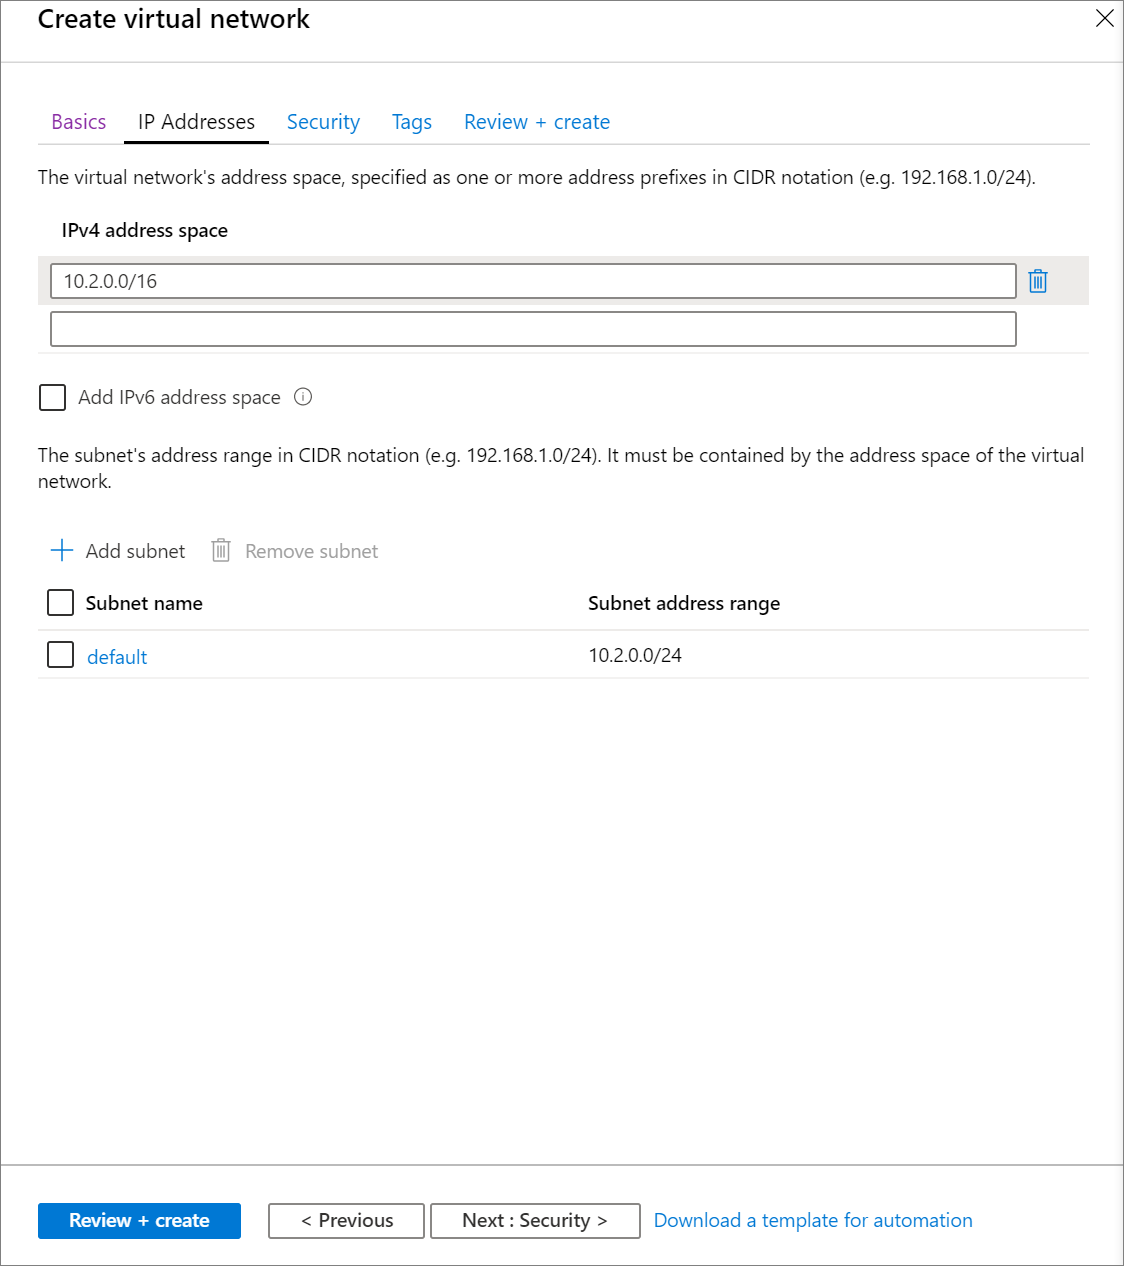 Create virtual network
Basics IP Addresses Security Tags Review + create
The virtual network's address space, specified as one or more address prefixes in CIDR notation (e.g. 192.168.1.0/24).
IPv4 address space
10.2.0.0/16
Add IPv6 address space
The subnet's address range in CIDR notation (e.g. 192.168.1.0/24). It must be contained by the address space of the virtual
network.
Add subnet Remove subnet
Subnet name Subnet address range
default 10.2.0.0/24
Review + create < Previous Next : Security > Download a template for automation